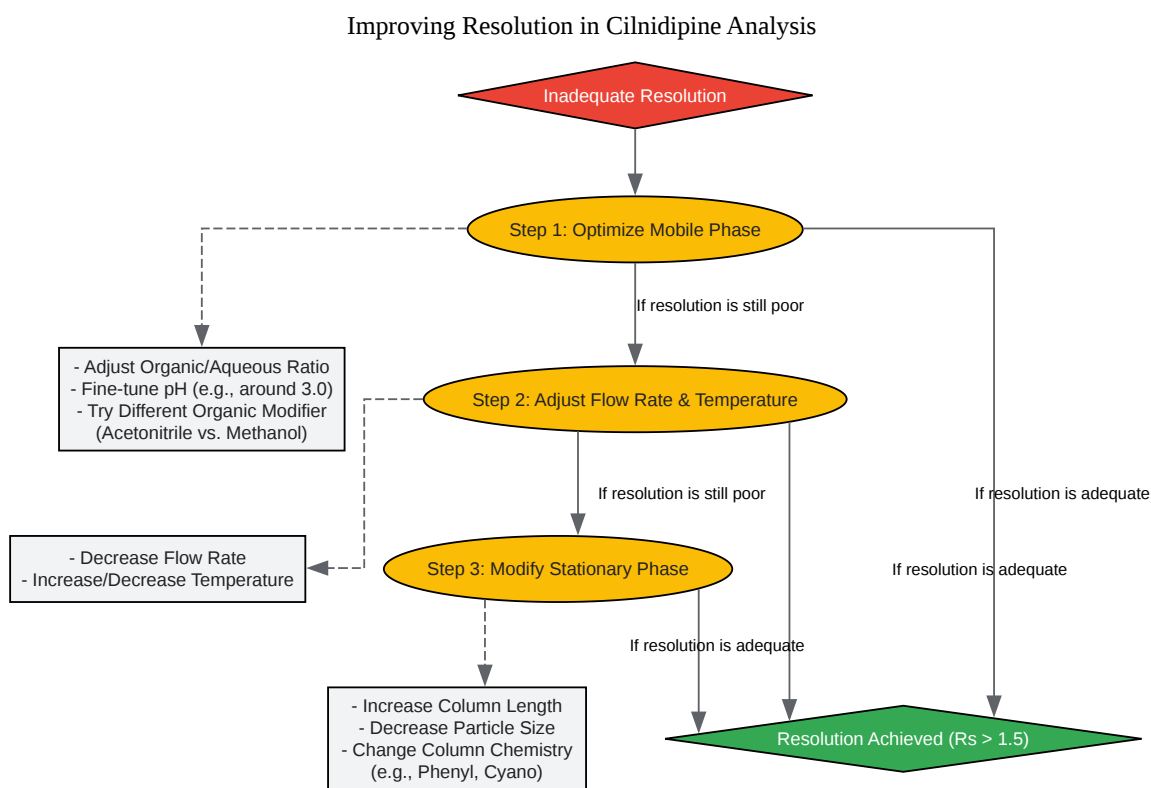 Improving Resolution in Cilnidipine Analysis
Inadequate Resolution
Step 1: Optimize Mobile Phase
If resolution is still poor
- Adjust Organic/Aqueous Ratio
- Fine-tune pH (e.g., around 3.0)
- Try Different Organic Modifier
(Acetonitrile vs. Methanol)
Step 2: Adjust Flow Rate & Temperature
If resolution is still poor
If resolution is adequate
- Decrease Flow Rate
- Increase/Decrease Temperature
Step 3: Modify Stationary Phase
If resolution is adequate
If resolution is adequate
- Increase Column Length
- Decrease Particle Size
- Change Column Chemistry
(e.g., Phenyl, Cyano)
Resolution Achieved (Rs > 1.5)